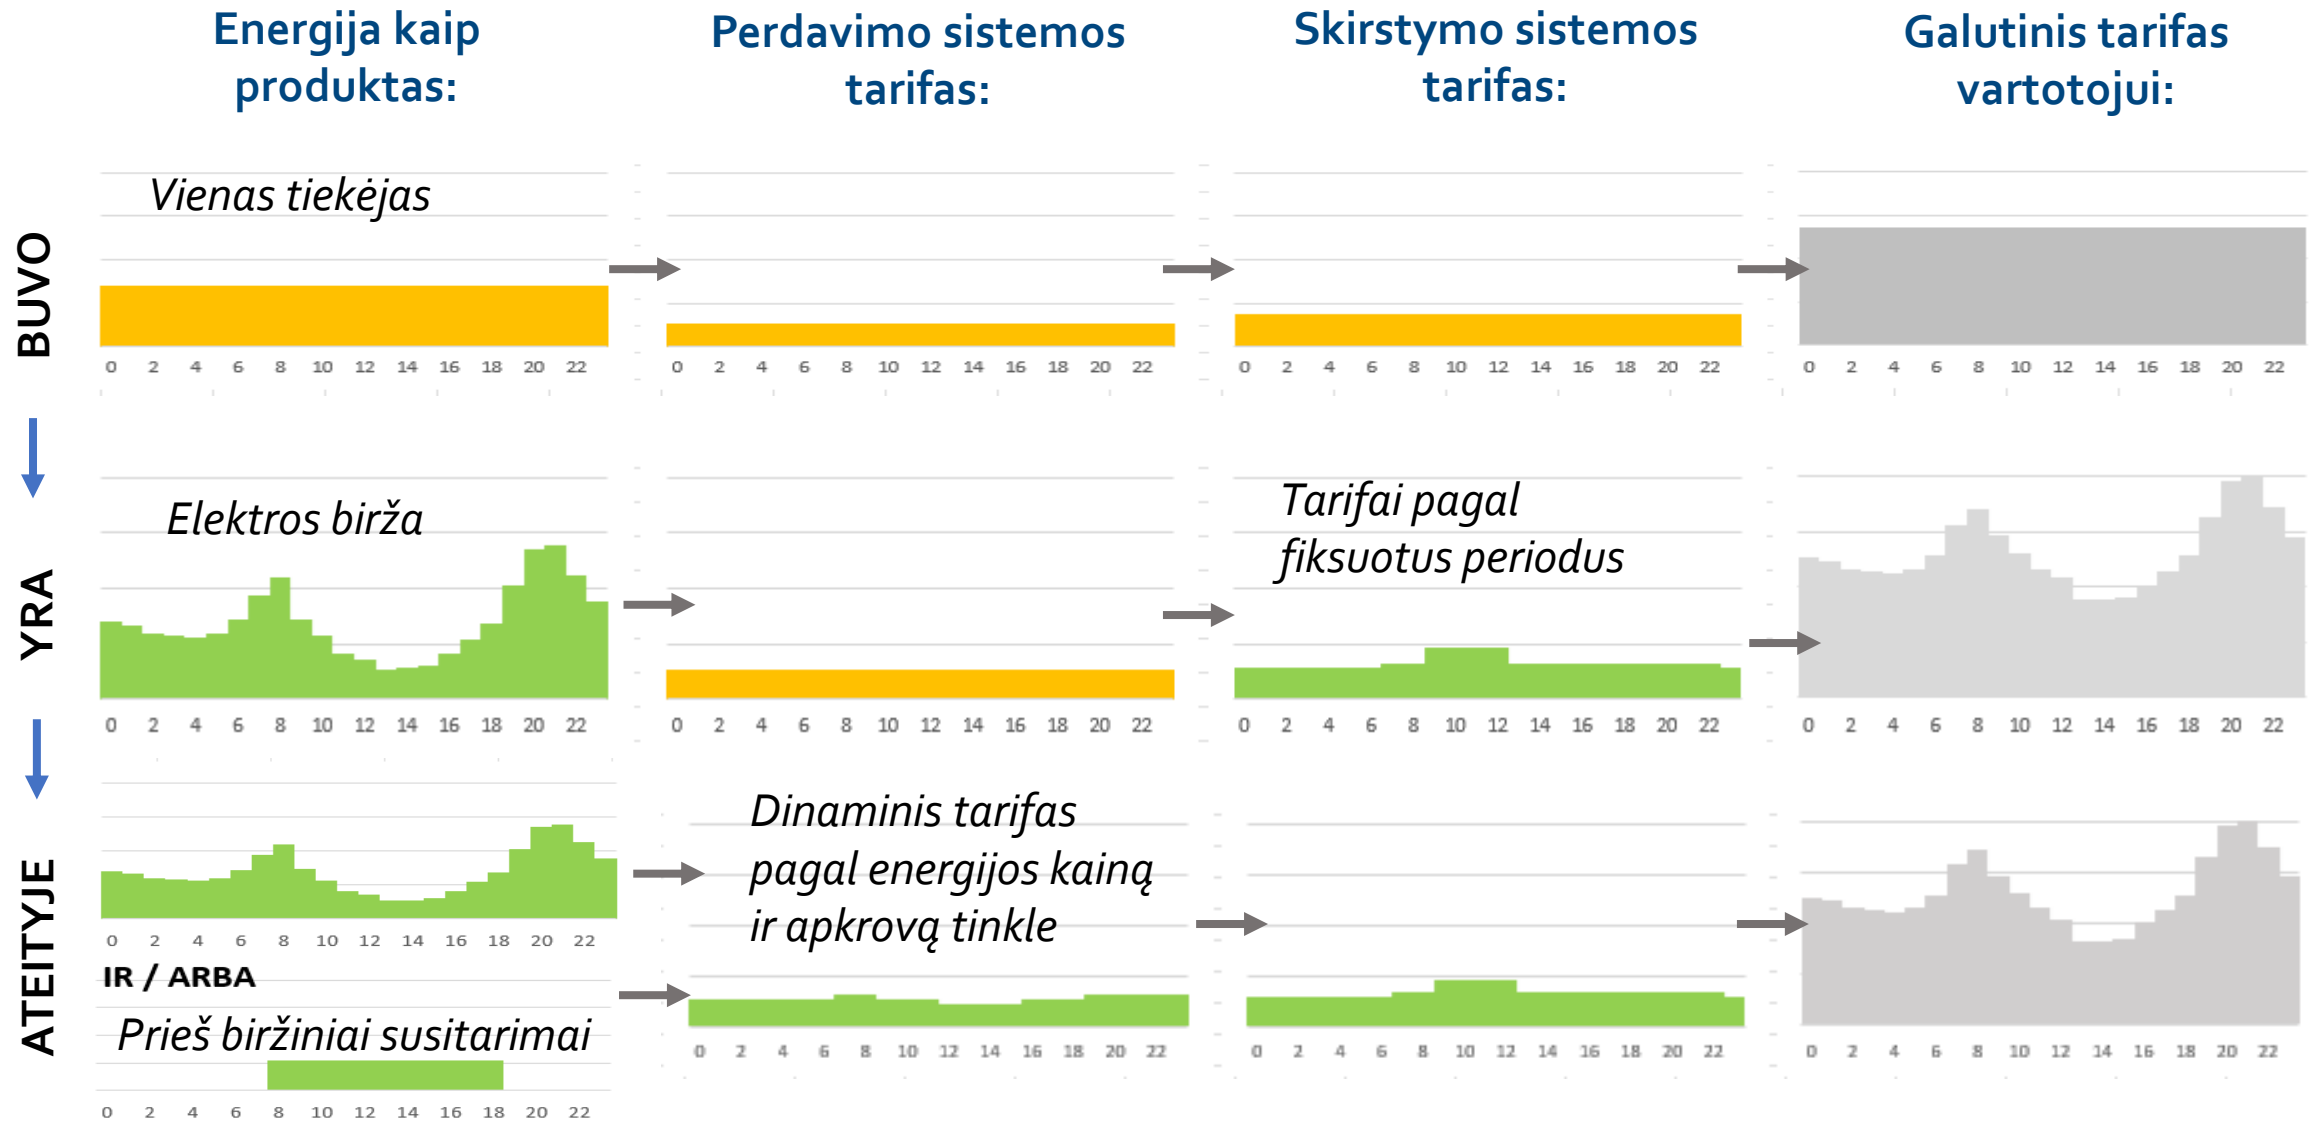 Energija kaip
produktas:
Perdavimo sistemos
tarifas:
Skirstymo sistemos
tarifas:
Galutinis tarifas
vartotojui:
BUVO
Vienas tiekėjas
0 2 4 6 8 10 12 14 16 18 20 22
0 2 4 6 8 10 12 14 16 18 20 22
0 2 4 6 8 10 12 14 16 18 20 22
0 2 4 6 8 10 12 14 16 18 20 22
YRA
Elektros birža
Tarifai pagal
fiksuotus periodus
0 2 4 6 8 10 12 14 16 18 20 22
0 2 4 6 8 10 12 14 16 18 20 22
0 2 4 6 8 10 12 14 16 18 20 22
0 2 4 6 8 10 12 14 16 18 20 22
ATEITYJE
0 2 4 6 8 10 12 14 16 18 20 22
IR / ARBA
Prieš biržiniai susitarimai
0 2 4 6 8 10 12 14 16 18 20 22
Dinaminis tarifas
pagal energijos kainą
ir apkrovą tinkle
0 2 4 6 8 10 12 14 16 18 20 22
0 2 4 6 8 10 12 14 16 18 20 22
0 2 4 6 8 10 12 14 16 18 20 22